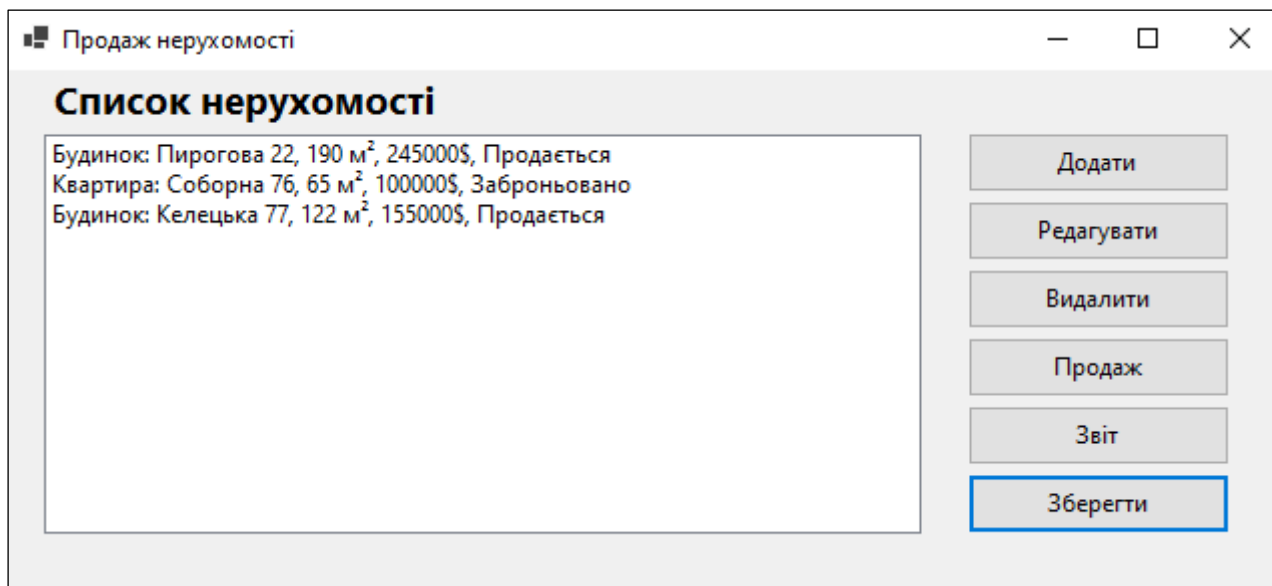 Продаж нерухомості
Список нерухомості
Будинок: Пирогова 22, 190 м², 245000$, Продається
Квартира: Соборна 76, 65 м², 100000$, Заброньовано
Будинок: Келецька 77, 122 м², 155000$, Продається
Додати
Редагувати
Видалити
Продаж
Звіт
Зберегти